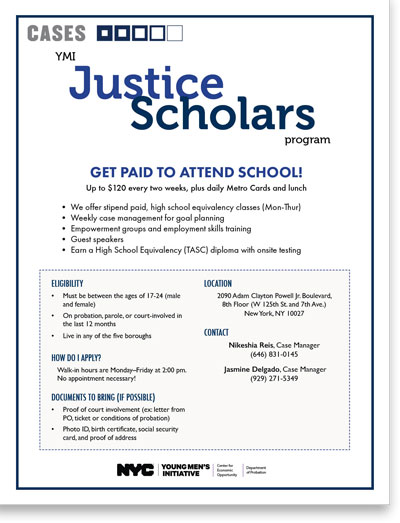 CASES
YMI
Justice
Scholars
program
GET PAID TO ATTEND SCHOOL!
Up to $120 every two weeks, plus daily Metro Cards and lunch
• We offer stipend paid, high school equivalency classes (Mon-Thur)
• Weekly case management for goal planning
• Empowerment groups and employment skills training
• Guest speakers
• Earn a High School Equivalency (TASC) diploma with onsite testing
ELIGIBILITY
• Must be between the ages of 17-24 (male
and female)
• On probation, parole, or court-involved in
the last 12 months
• Live in any of the five boroughs
HOW DO I APPLY?
Walk-in hours are Monday–Friday at 2:00 pm.
No appointment necessary!
DOCUMENTS TO BRING (IF POSSIBLE)
• Proof of court involvement (ex: letter from
PO, ticket or conditions of probation)
• Photo ID, birth certificate, social security
card, and proof of address
LOCATION
2090 Adam Clayton Powell Jr. Boulevard,
8th Floor (W 125th St. and 7th Ave.)
New York, NY 10027
CONTACT
Nikeshia Reis, Case Manager
(646) 831-0145
Jasmine Delgado, Case Manager
(929) 271-5349
NYC
YOUNG MEN'S
INITIATIVE
Center for
Economic
Opportunity
Department
of Probation